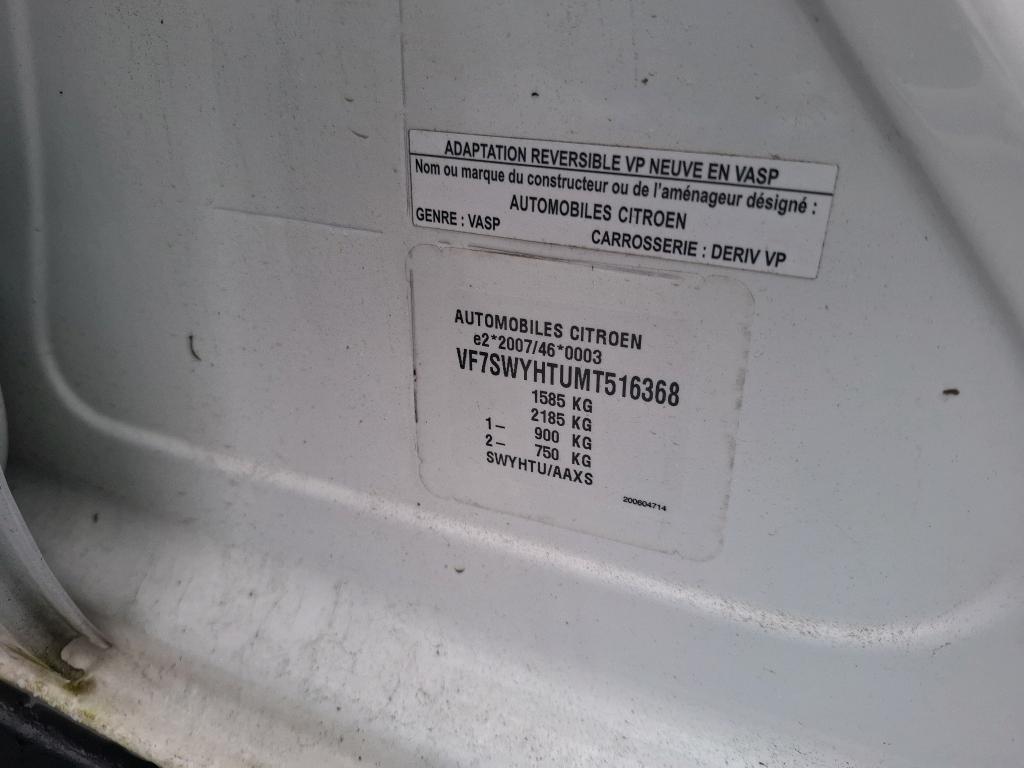 ADAPTATION REVERSIBLE VP NEUVE EN VASP
Nom ou marque du constructeur ou de l'aménageur désigné :
AUTOMOBILES CITROEN
GENRE : VASP CARROSSERIE : DERIV VP
AUTOMOBILES CITROEN
e2*2007/46*0003
VF7SWYHTUMT516368
1585 KG
2185 KG
1– 900 KG
2– 750 KG
SWYHTU/AAXS
200604714